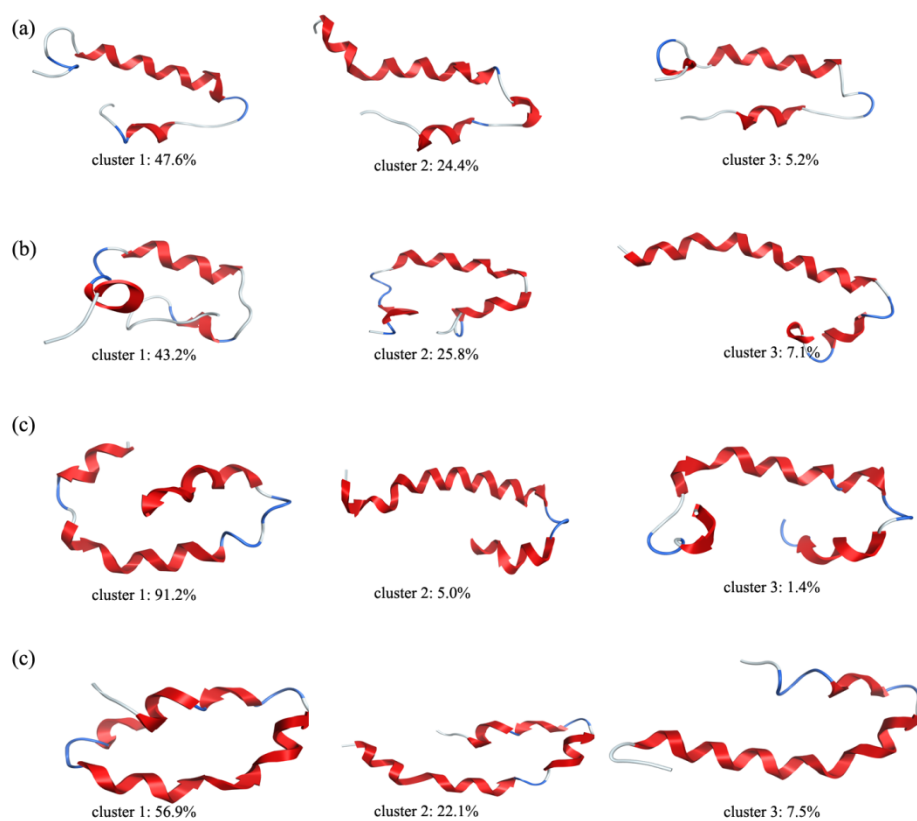 (a)
cluster 1: 47.6%
cluster 2: 24.4%
cluster 3: 5.2%
(b)
cluster 1: 43.2%
cluster 2: 25.8%
cluster 3: 7.1%
(c)
cluster 1: 91.2%
cluster 2: 5.0%
cluster 3: 1.4%
(c)
cluster 1: 56.9%
cluster 2: 22.1%
cluster 3: 7.5%